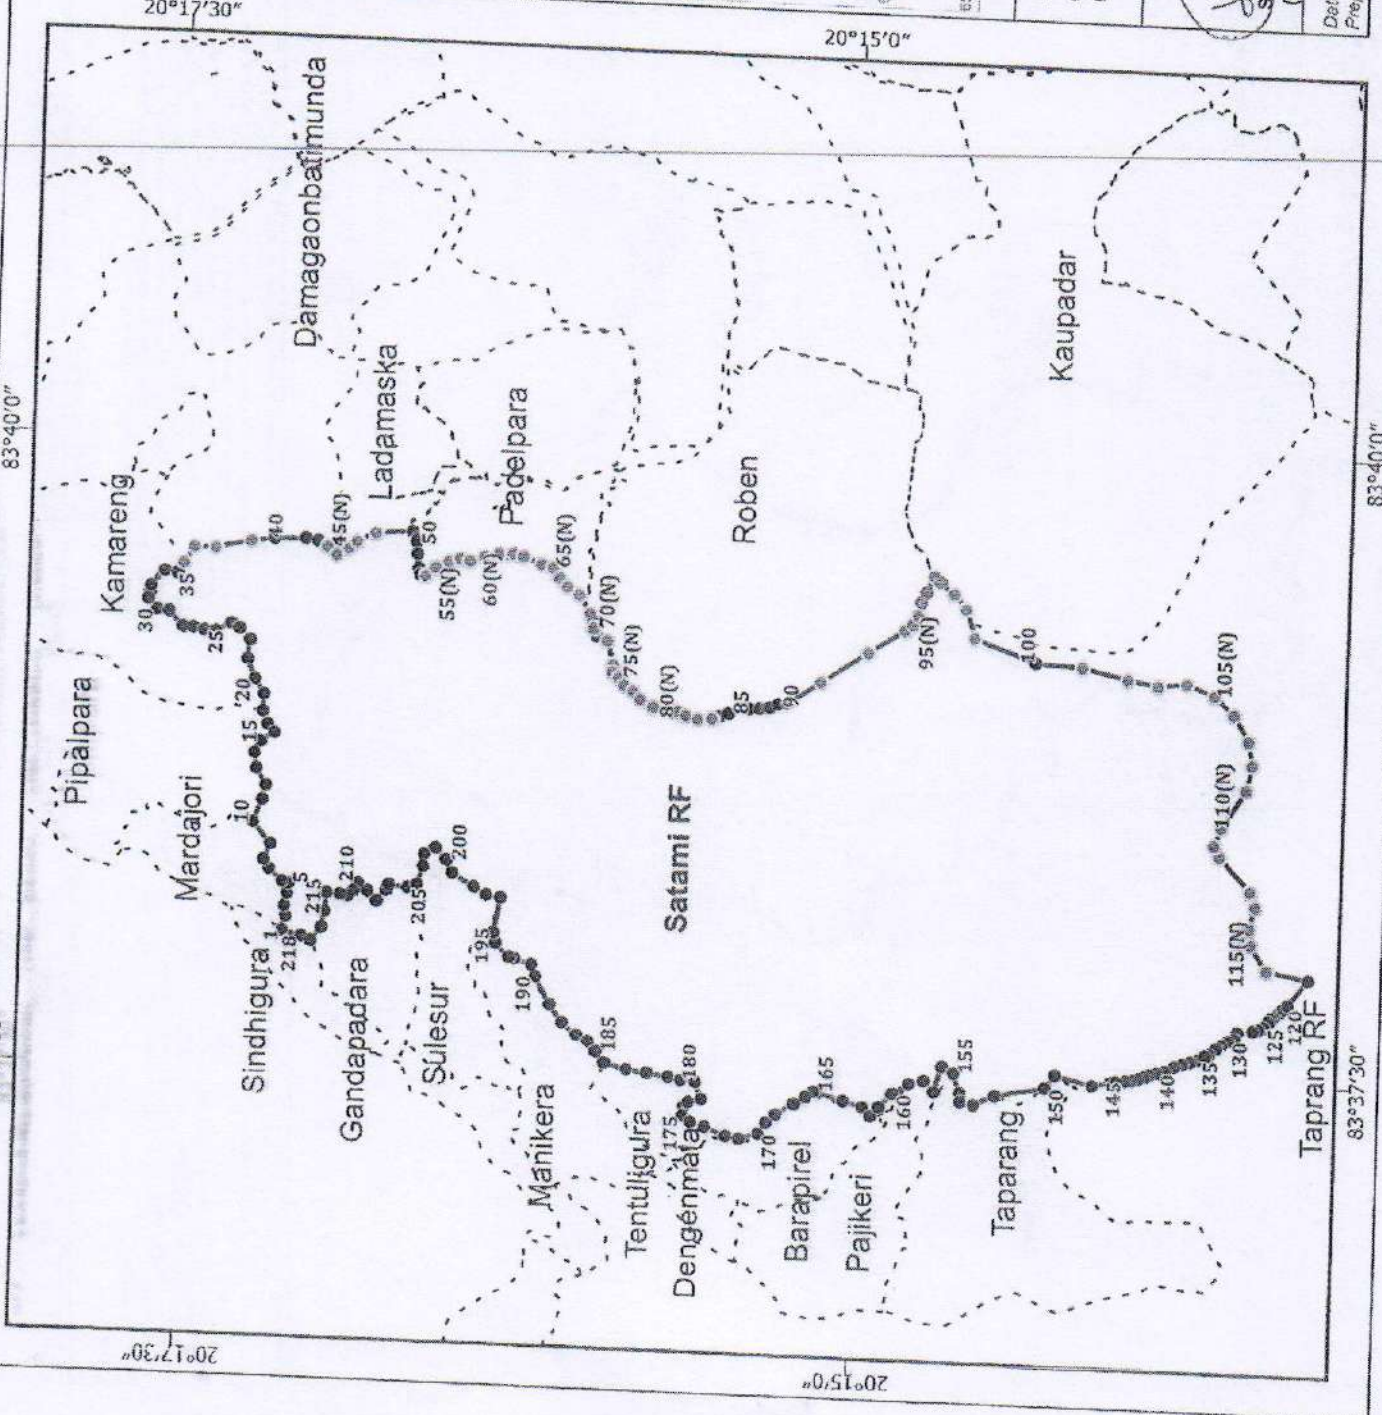 20°17'30"
20°15'0"
Dat
Pre
83°40'0"
83°40'0"
Damagaonbatimunda
Kamareng
Ladamaska
Padelpara
Roben
Kaupadar
Pipalpara
Mardajori
Sindhigura
Gandapadara
Sulesur
Manikera
Tentuligura
Dengenmala
Barapirel
Pajikeri
Taparang
Taprang RF
Satami RF
1
5
10
15
20
25
30
35
40
45(N)
50
55(N)
60(N)
65(N)
70(N)
75(N)
80(N)
85
90
95(N)
100
105(N)
110(N)
115(N)
120
125
130
135
140
145
150
155
160
165
170
175
180
185
190
195
200
205
210
215
218
83°37'30"
20°17'30"
20°15'0"